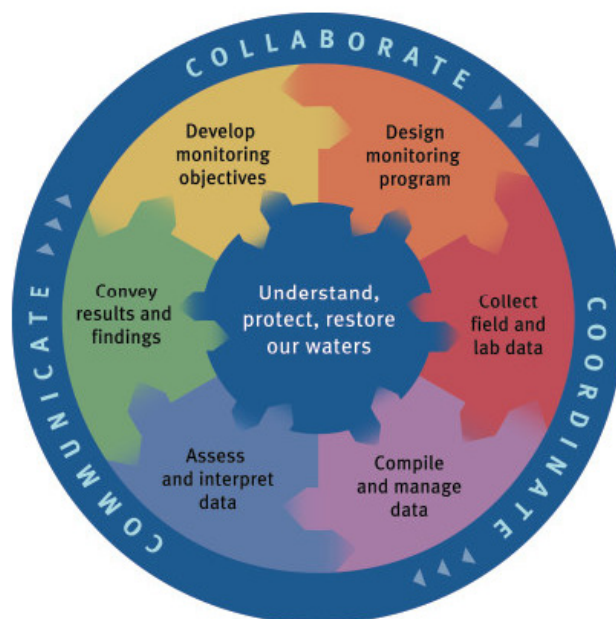 COLLABORATE
COORDINATE
COMMUNICATE
Develop
monitoring
objectives
Design
monitoring
program
Collect
field and
lab data
Compile
and manage
data
Assess
and interpret
data
Convey
results and
findings
Understand,
protect, restore
our waters